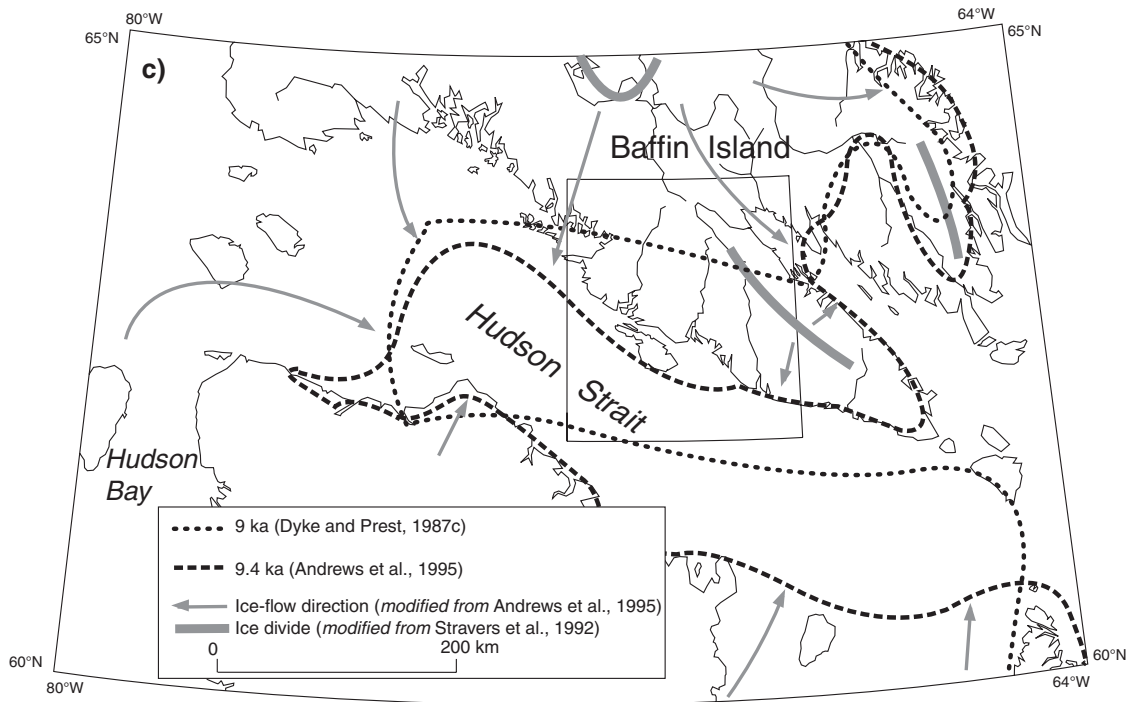 80°W
64°W
65°N
65°N
c)
Baffin Island
Hudson
Strait
Hudson
Bay
9 ka (Dyke and Prest, 1987c)
9.4 ka (Andrews et al., 1995)
Ice-flow direction (modified from Andrews et al., 1995)
Ice divide (modified from Stravers et al., 1992)
0
200 km
60°N
80°W
60°N
64°W